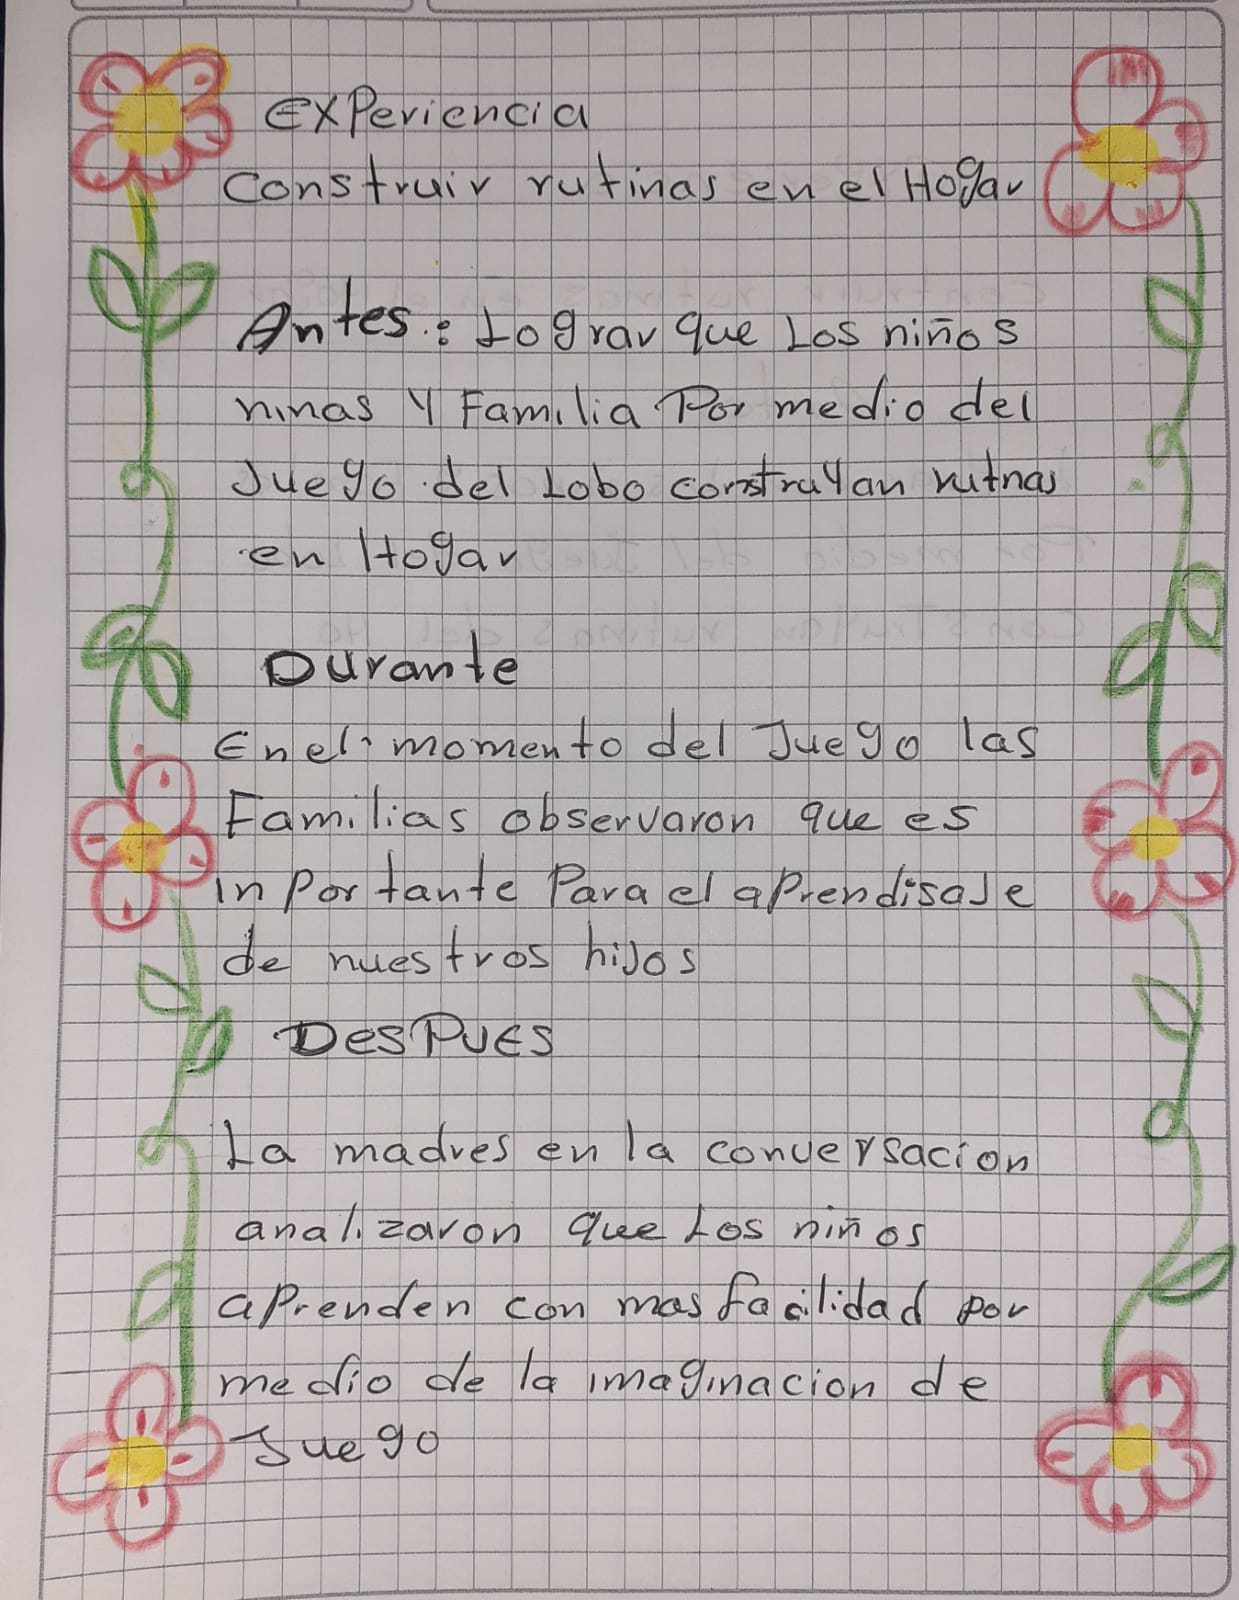 Experiencia
Construir rutinas en el Hogar
Antes: Lograr que Los niños
ninas Y Familia Por medio del
Juego del Lobo construYan rutnas
en Hogar
Durante
En el momento del Juego las
Familias observaron que es
inportante Para el aPrendisaJe
de nuestros hiJos
DesPues
La madres en la conversacion
analizaron que Los niños
aPrenden con mas facilidad por
medio de la imaginacion de
Juego